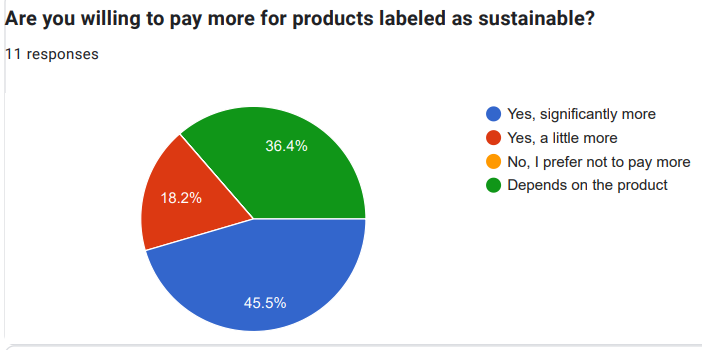 Are you willing to pay more for products labeled as sustainable?
11 responses
Yes, significantly more
Yes, a little more
No, I prefer not to pay more
Depends on the product
36.4%
18.2%
45.5%